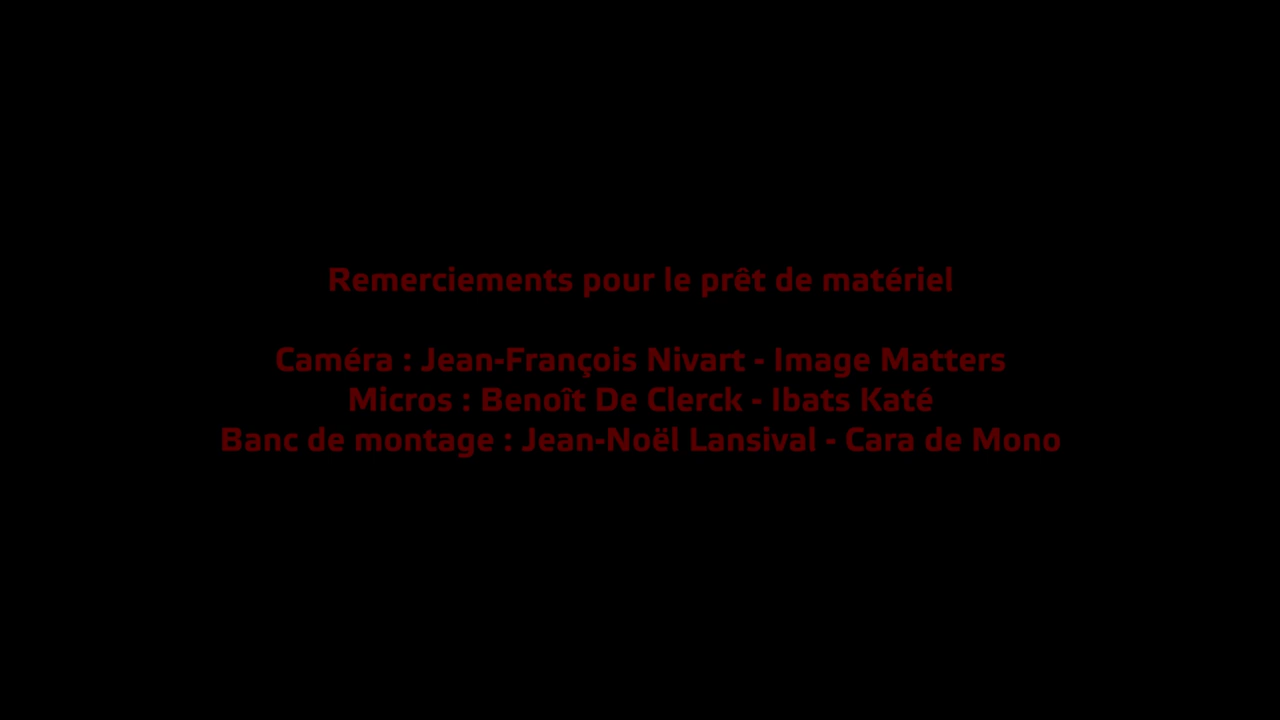 Remerciements pour le prêt de matériel
Caméra : Jean-François Nivart - Image Matters
Micros : Benoît De Clerck - Ibats Katé
Banc de montage : Jean-Noël Lansival - Cara de Mono